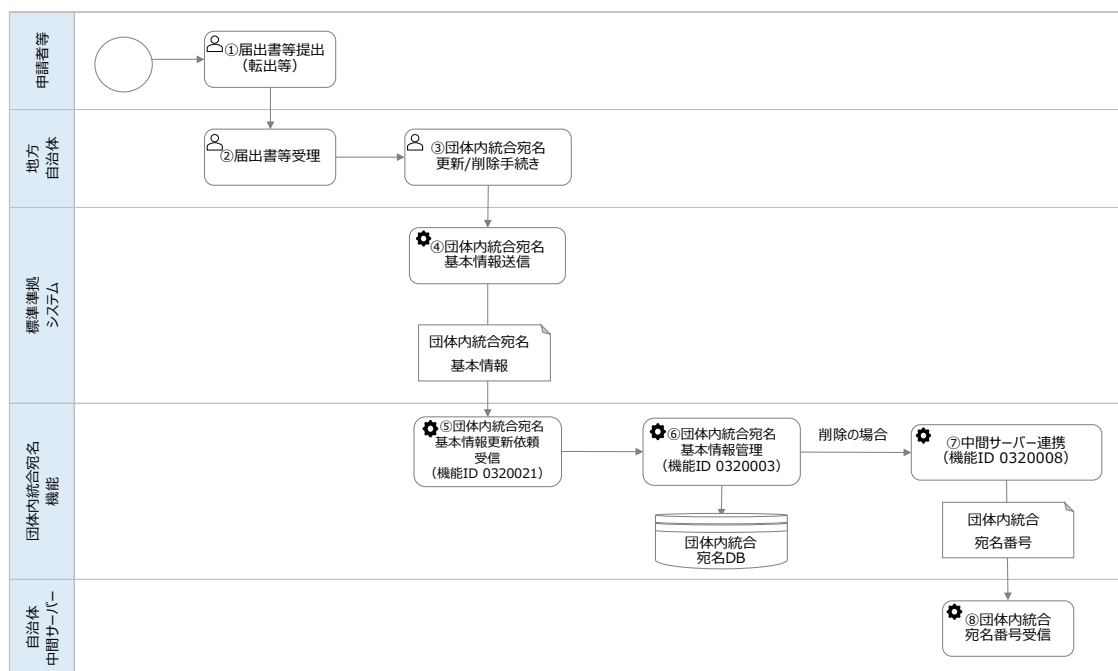 申請者等
①届出書等提出
（転出等）
地方
自治体
②届出書等受理
③団体内統合宛名
更新/削除手続き
標準準拠
システム
④団体内統合宛名
基本情報送信
団体内統合宛名
基本情報
団体内統合宛名
機能
⑤団体内統合宛名
基本情報更新依頼
受信
（機能ID 0320021）
⑥団体内統合宛名
基本情報管理
（機能ID 0320003）
削除の場合
⑦中間サーバー連携
（機能ID 0320008）
団体内統合
宛名DB
団体内統合
宛名番号
自治体
中間サーバー
⑧団体内統合
宛名番号受信